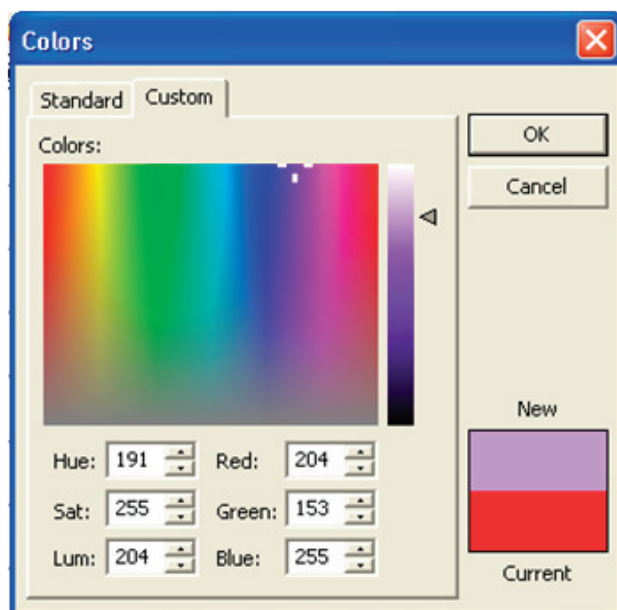 Colors
Standard Custom
Colors:
OK
Cancel
New
Hue: 191 Red: 204
Sat: 255 Green: 153
Lum: 204 Blue: 255
Current